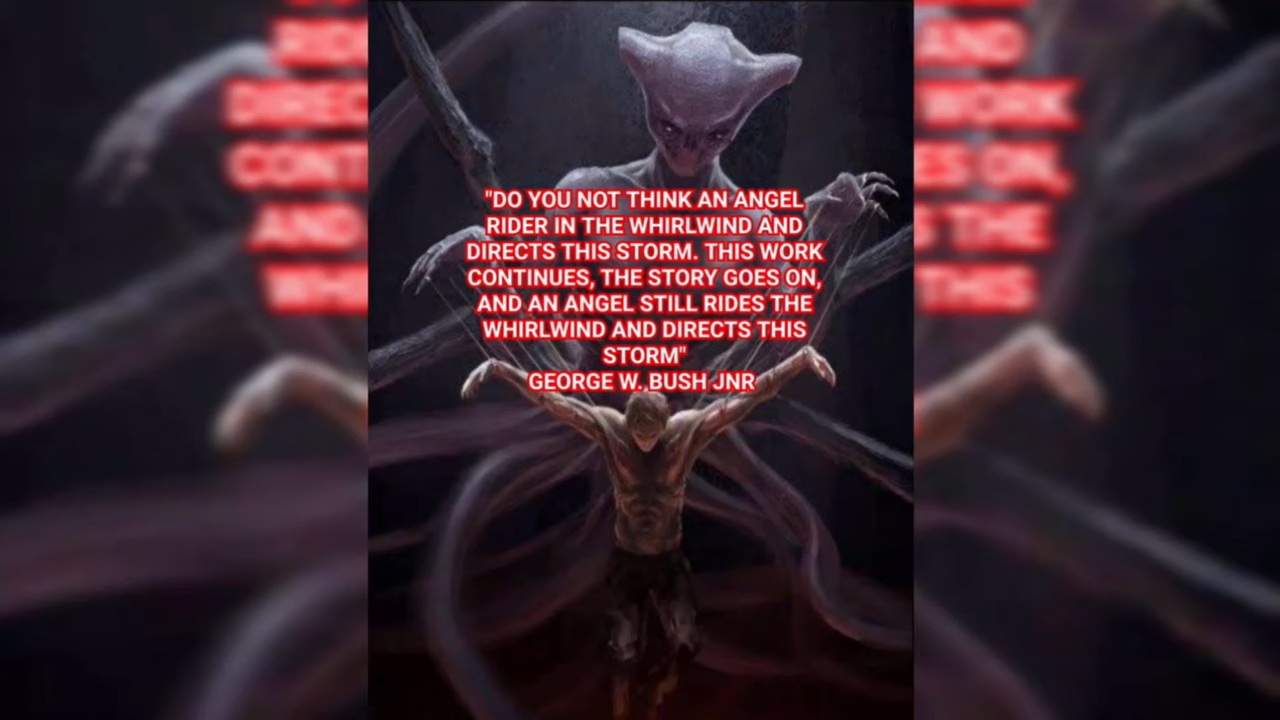 "DO YOU NOT THINK AN ANGEL
RIDER IN THE WHIRLWIND AND
DIRECTS THIS STORM. THIS WORK
CONTINUES, THE STORY GOES ON,
AND AN ANGEL STILL RIDES THE
WHIRLWIND AND DIRECTS THIS
STORM"
GEORGE W. BUSH JNR